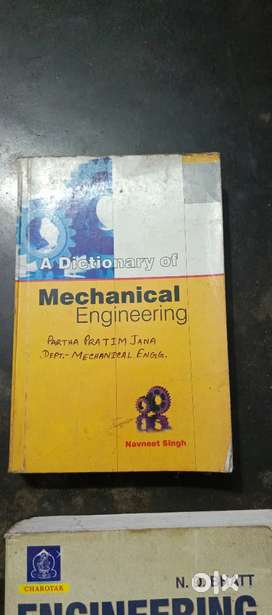 A Dictionary of
Mechanical
Engineering
PARTHA PRATIM JANA
DEPT.- MECHANICAL ENGG.
Navneet Singh
CHAROTAR
N. D. BHATT
ENGINEERING
olx